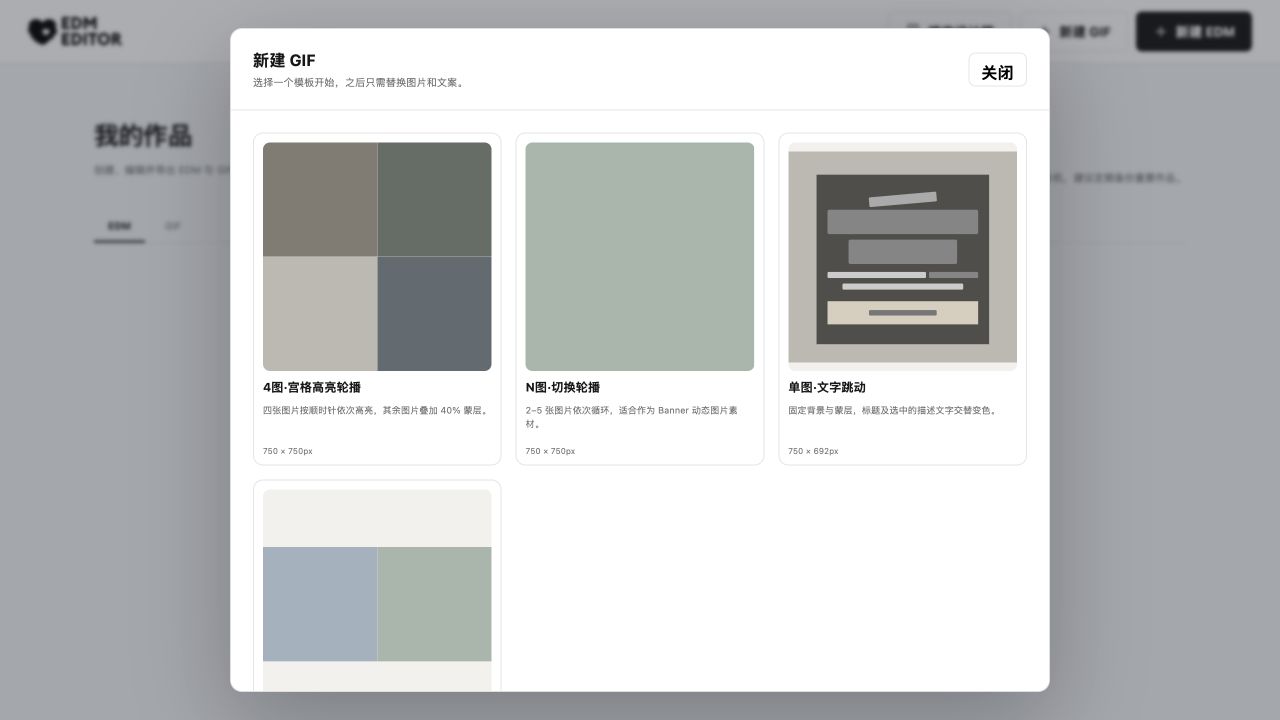 EDM
EDITOR
新建 GIF
新建 EDM
新建 GIF
选择一个模板开始，之后只需替换图片和文案。
关闭
我的作品
EDM
GIF
4图·宫格高亮轮播
四张图片按顺时针依次高亮，其余图片叠加 40% 蒙层。
750 × 750px
N图·切换轮播
2–5 张图片依次循环，适合作为 Banner 动态图片素
材。
750 × 750px
单图·文字跳动
固定背景与蒙层，标题及选中的描述文字交替变色。
750 × 692px